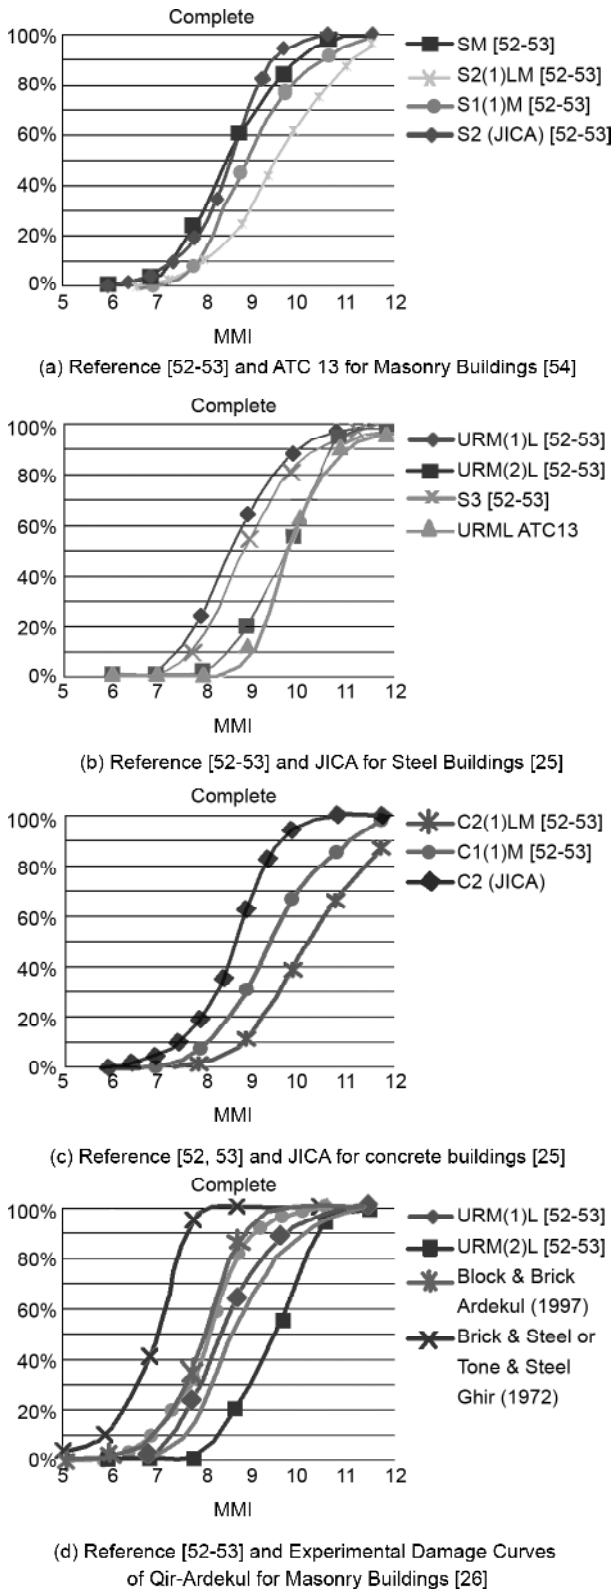 Complete
100%
80%
60%
40%
20%
0%
5 6 7 8 9 10 11 12
MMI
SM [52-53]
S2(1)LM [52-53]
S1(1)M [52-53]
S2 (JICA) [52-53]
(a) Reference [52-53] and ATC 13 for Masonry Buildings [54]
Complete
100%
80%
60%
40%
20%
0%
5 6 7 8 9 10 11 12
MMI
URM(1)L [52-53]
URM(2)L [52-53]
S3 [52-53]
URML ATC13
(b) Reference [52-53] and JICA for Steel Buildings [25]
Complete
100%
80%
60%
40%
20%
0%
5 6 7 8 9 10 11 12
MMI
C2(1)LM [52-53]
C1(1)M [52-53]
C2 (JICA)
(c) Reference [52, 53] and JICA for concrete buildings [25]
Complete
100%
80%
60%
40%
20%
0%
5 6 7 8 9 10 11 12
MMI
URM(1)L [52-53]
URM(2)L [52-53]
Block & Brick
Ardekul (1997)
Brick & Steel or
Tone & Steel
Ghir (1972)
(d) Reference [52-53] and Experimental Damage Curves
of Qir-Ardekul for Masonry Buildings [26]